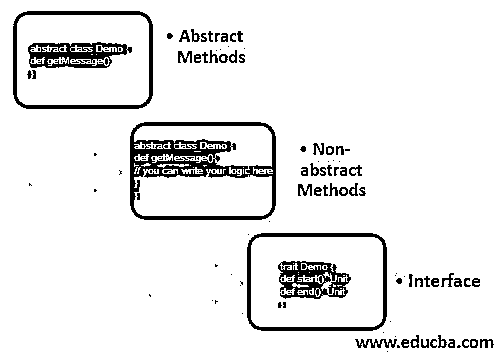 abstract class Demo {
def getMessage()
}
• Abstract
Methods
abstract class Demo {
def getMessage() {
// you can write your logic here
}
}
• Non-
abstract
Methods
trait Demo {
def start() Unit
def end() Unit
}
• Interface
www.educba.com